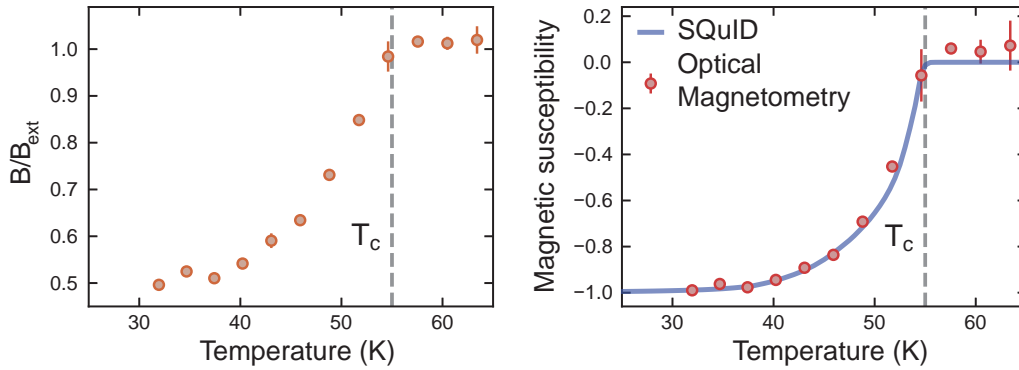 B/B_ext
1.0
0.9
0.8
0.7
0.6
0.5
T_c
30
40
50
60
Temperature (K)
Magnetic susceptibility
0.2
0.0
−0.2
−0.4
−0.6
−0.8
−1.0
SQuID
Optical
Magnetometry
T_c
30
40
50
60
Temperature (K)